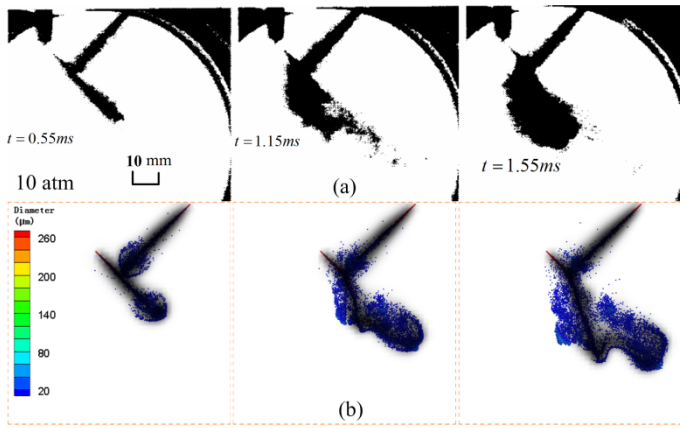 t = 0.55ms
t = 1.15ms
t = 1.55ms
10 mm
10 atm
(a)
Diameter
(μm)
260
200
140
80
20
(b)